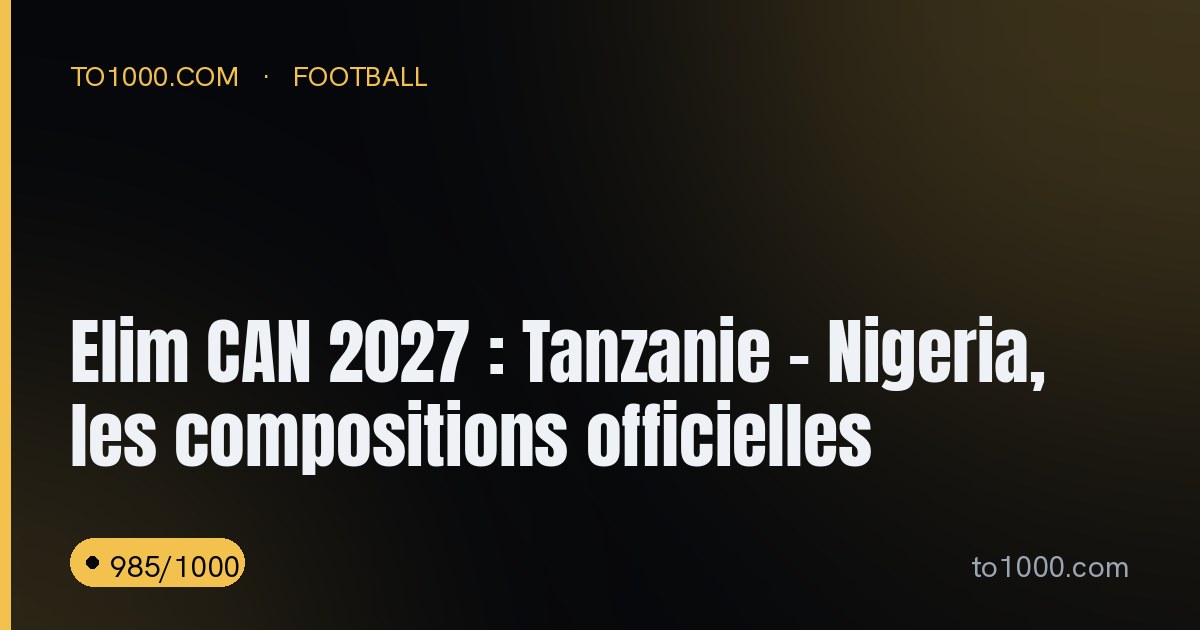 TO1000.COM · FOOTBALL
Elim CAN 2027 : Tanzanie - Nigeria,
les compositions officielles
985/1000
to1000.com